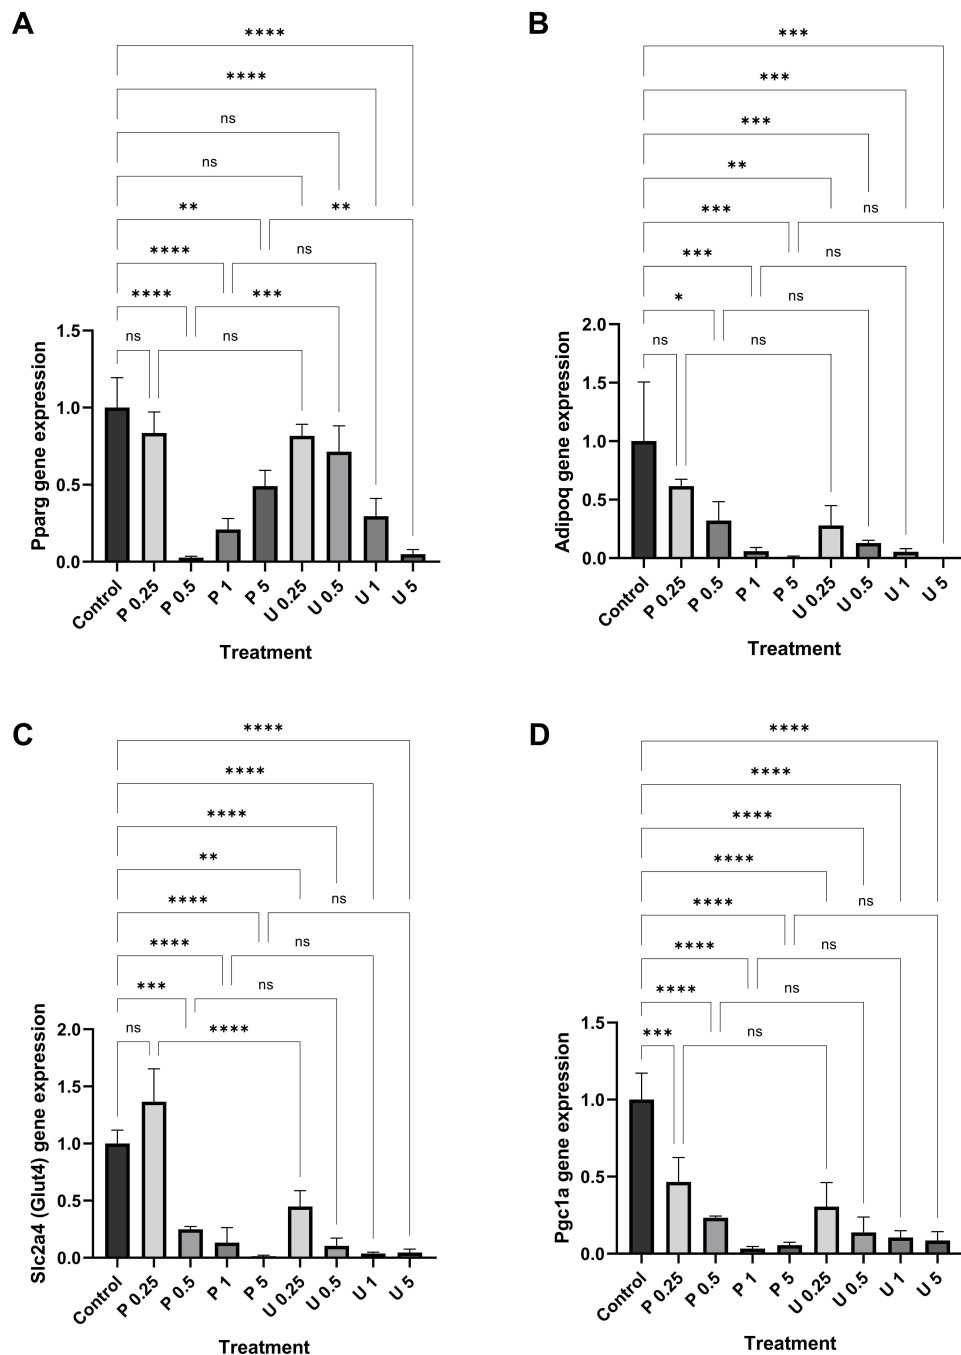 A
****
****
ns
ns
** **
**** ns
**** ***
ns ns
Pparg gene expression
1.5
1.0
0.5
0.0
Control P 0.25 P 0.5 P 1 P 5 U 0.25 U 0.5 U 1 U 5
Treatment
B
***
***
***
**
*** ns
*** ns
* ns
ns ns
Adipoq gene expression
2.0
1.5
1.0
0.5
0.0
Control P 0.25 P 0.5 P 1 P 5 U 0.25 U 0.5 U 1 U 5
Treatment
C
****
****
****
**
**** ns
**** ns
*** ns
ns ****
Slc2a4 (Glut4) gene expression
2.0
1.5
1.0
0.5
0.0
Control P 0.25 P 0.5 P 1 P 5 U 0.25 U 0.5 U 1 U 5
Treatment
D
****
****
****
****
**** ns
**** ns
**** ns
*** ns
Pgc1a gene expression
1.5
1.0
0.5
0.0
Control P 0.25 P 0.5 P 1 P 5 U 0.25 U 0.5 U 1 U 5
Treatment